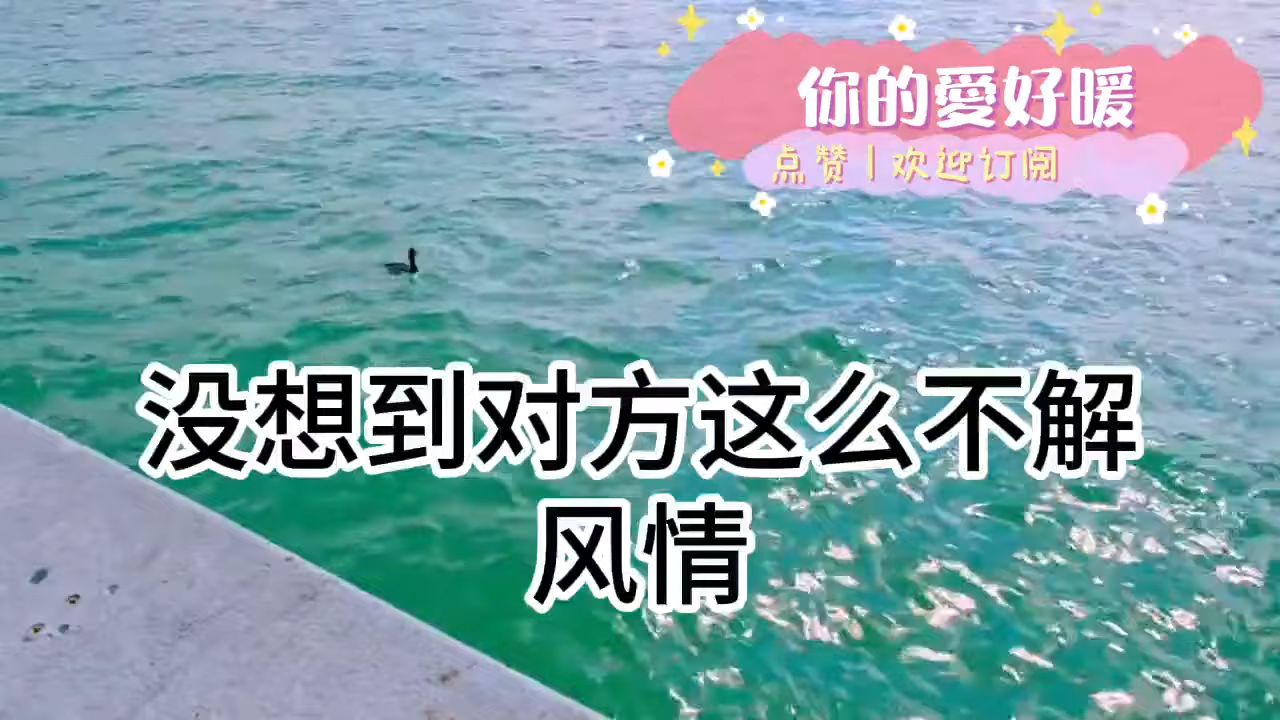 你的愛好暖
点赞 | 欢迎订阅
没想到对方这么不解
风情